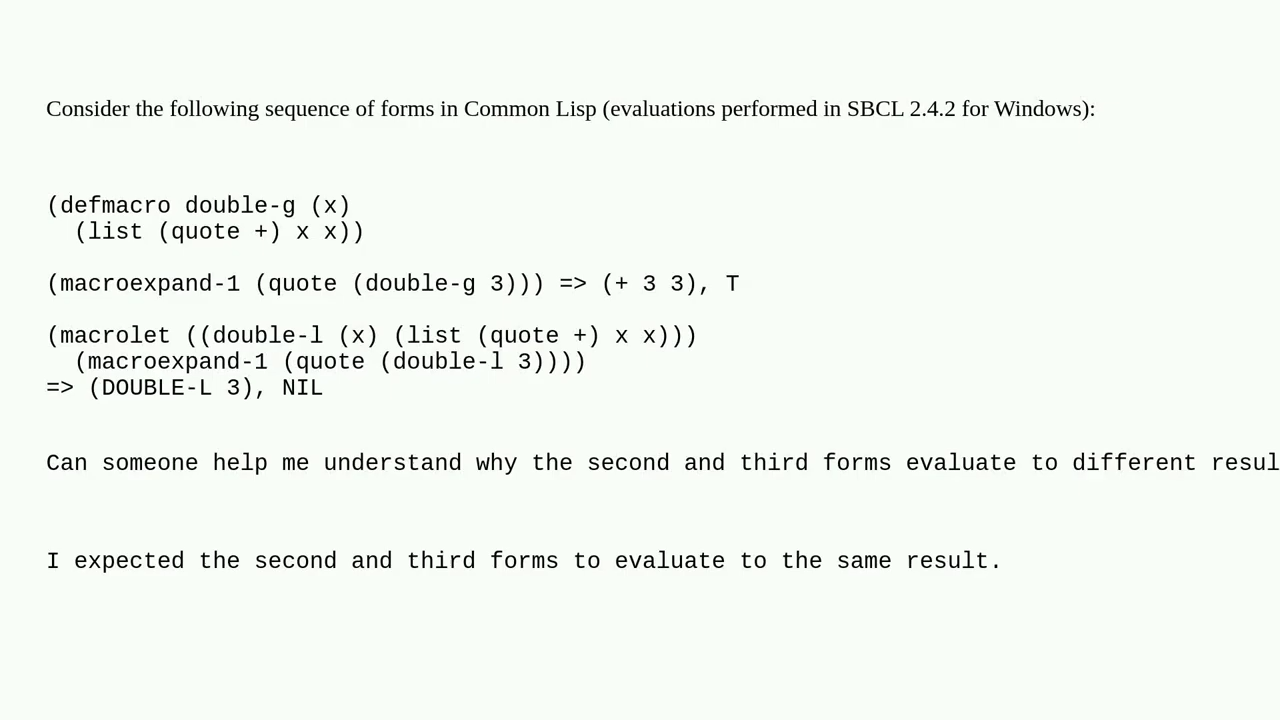 Consider the following sequence of forms in Common Lisp (evaluations performed in SBCL 2.4.2 for Windows):
(defmacro double-g (x)
  (list (quote +) x x))
(macroexpand-1 (quote (double-g 3))) => (+ 3 3), T
(macrolet ((double-l (x) (list (quote +) x x)))
  (macroexpand-1 (quote (double-l 3))))
=> (DOUBLE-L 3), NIL
Can someone help me understand why the second and third forms evaluate to different resul
I expected the second and third forms to evaluate to the same result.